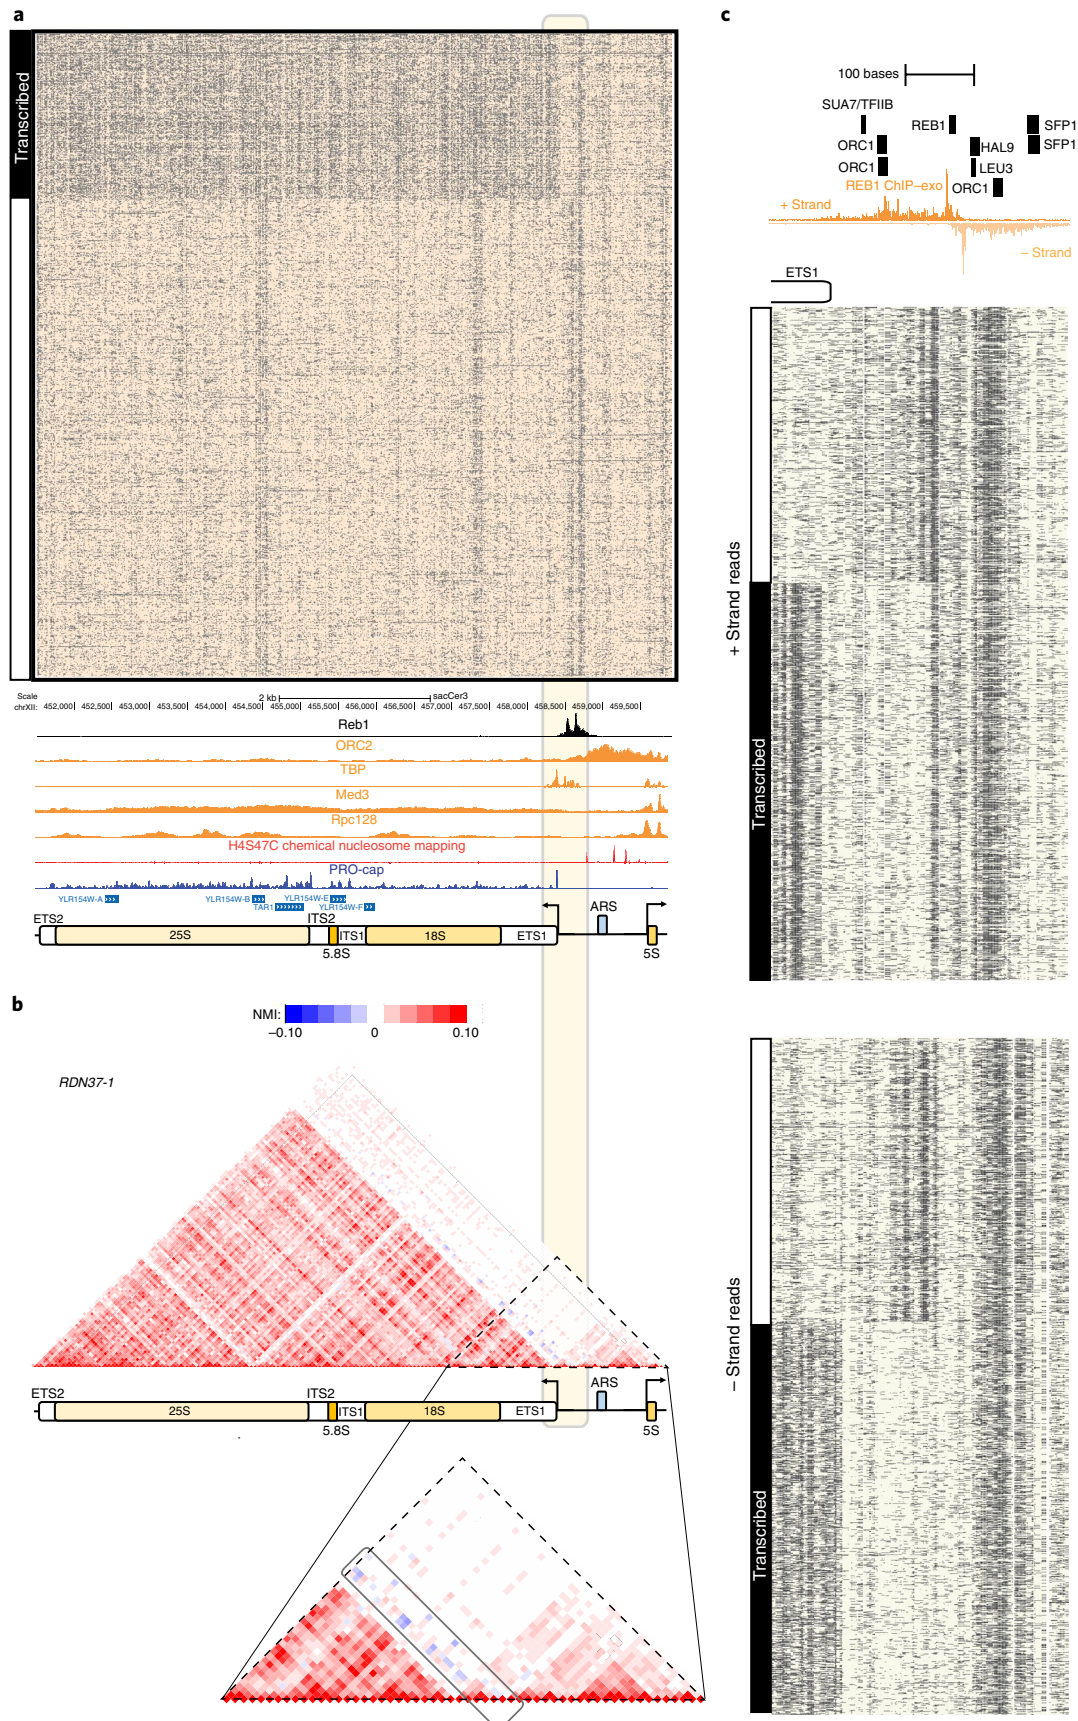 a
Transcribed
Scale
2 kb
sacCer3
chrXII:
452,000
452,500
453,000
453,500
454,000
454,500
455,000
455,500
456,000
456,500
457,000
457,500
458,000
458,500
459,000
459,500
Reb1
ORC2
TBP
Med3
Rpc128
H4S47C chemical nucleosome mapping
PRO-cap
YLR154W-A
YLR154W-B
YLR154W-E
TAR1
YLR154W-F
ETS2
ITS2
ARS
25S
ITS1
18S
ETS1
5.8S
5S
b
NMI:
–0.10
0
0.10
RDN37-1
ETS2
ITS2
ARS
25S
ITS1
18S
ETS1
5.8S
5S
c
100 bases
SUA7/TFIIB
REB1
SFP1
ORC1
HAL9
SFP1
ORC1
LEU3
REB1 ChIP–exo
ORC1
+ Strand
– Strand
ETS1
+ Strand reads
Transcribed
– Strand reads
Transcribed